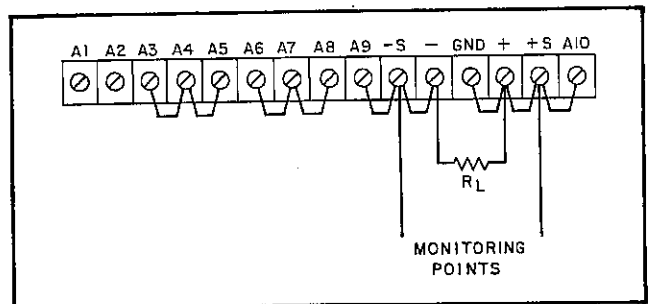 A1 A2 A3 A4 A5 A6 A7 A8 A9 -S - GND + +S A10
RL
MONITORING
POINTS